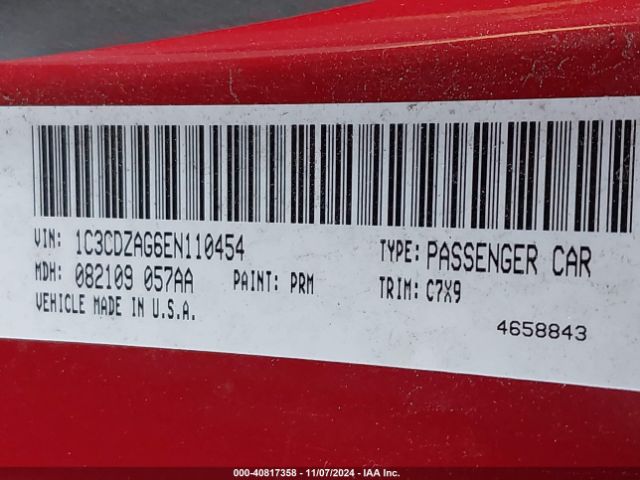 VIN: 1C3CDZAG6EN110454
MDH: 082109 057AA PAINT: PRM
VEHICLE MADE IN U.S.A.
TYPE: PASSENGER CAR
TRIM: C7X9
4658843
000-40817358 - 11/07/2024 - IAA Inc.